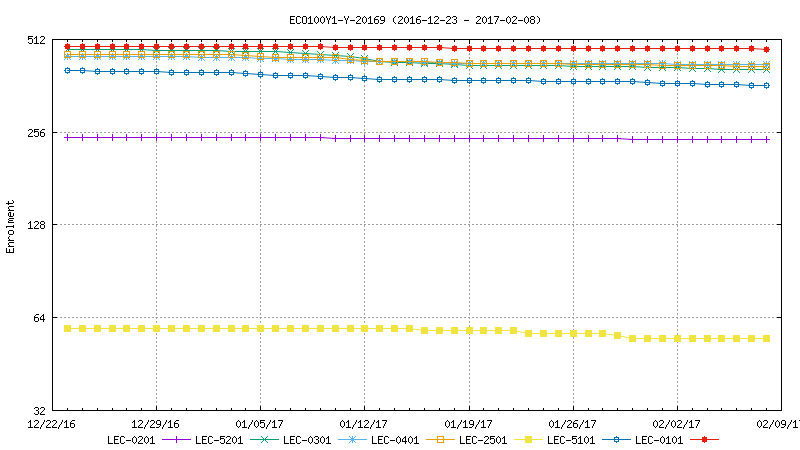 ECO100Y1-Y-20169 (2016-12-23 - 2017-02-08)
512
256
128
64
32
Enrolment
12/22/16 12/29/16 01/05/17 01/12/17 01/19/17 01/26/17 02/02/17 02/09/1
LEC-0201 LEC-5201 LEC-0301 LEC-0401 LEC-2501 LEC-5101 LEC-0101